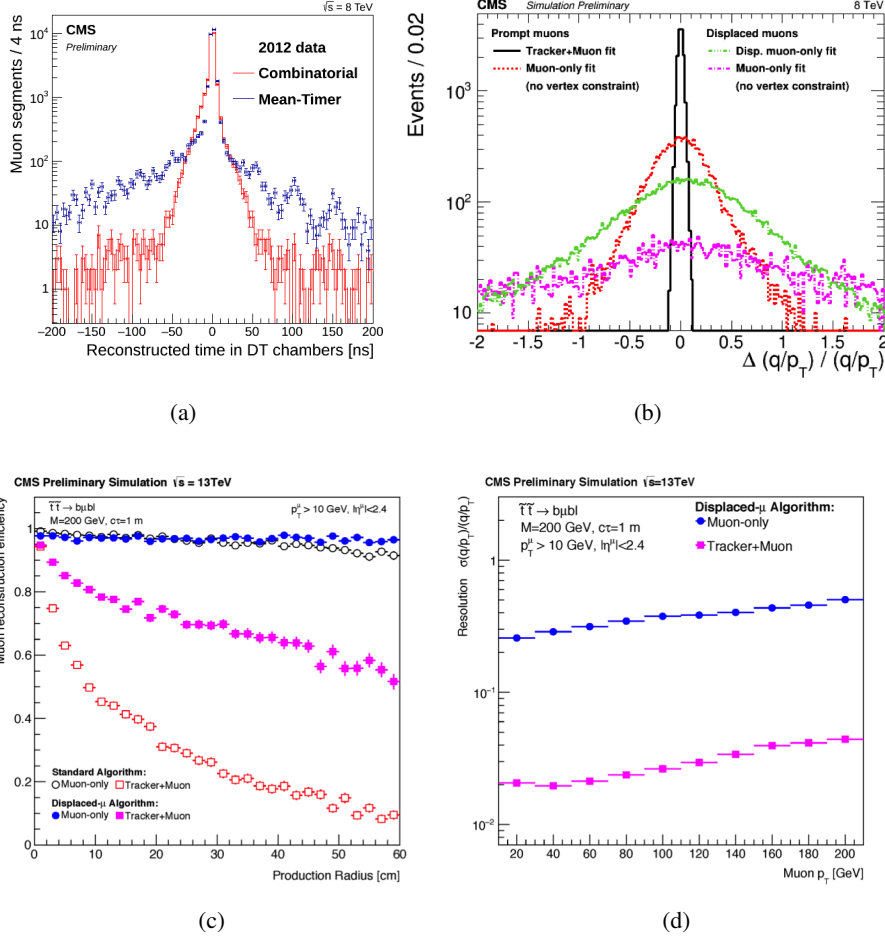 √s = 8 TeV
CMS
Preliminary
2012 data
Combinatorial
Mean-Timer
Muon segments / 4 ns
10⁴
10³
10²
10
1
−200 −150 −100 −50 0 50 100 150 200
Reconstructed time in DT chambers [ns]
(a)
CMS Simulation Preliminary 8 TeV
Prompt muons
Tracker+Muon fit
Muon-only fit
(no vertex constraint)
Displaced muons
Disp. muon-only fit
Muon-only fit
(no vertex constraint)
Events / 0.02
10³
10²
10
-2 -1.5 -1 -0.5 0 0.5 1 1.5 2
Δ (q/p_T) / (q/p_T)
(b)
CMS Preliminary Simulation √s = 13TeV
t̃ t̃ → bμbl
M=200 GeV, cτ=1 m
p_T^μ > 10 GeV, |η^μ|<2.4
Muon reconstruction efficiency
1
0.8
0.6
0.4
0.2
0
Standard Algorithm:
Muon-only Tracker+Muon
Displaced-μ Algorithm:
Muon-only Tracker+Muon
0 10 20 30 40 50 60
Production Radius [cm]
(c)
CMS Preliminary Simulation √s=13TeV
t̃ t̃ → bμbl
M=200 GeV, cτ=1 m
p_T^μ > 10 GeV, |η^μ|<2.4
Displaced-μ Algorithm:
Muon-only
Tracker+Muon
Resolution σ(q/p_T)/(q/p_T)
1
10⁻¹
10⁻²
20 40 60 80 100 120 140 160 180 200
Muon p_T [GeV]
(d)